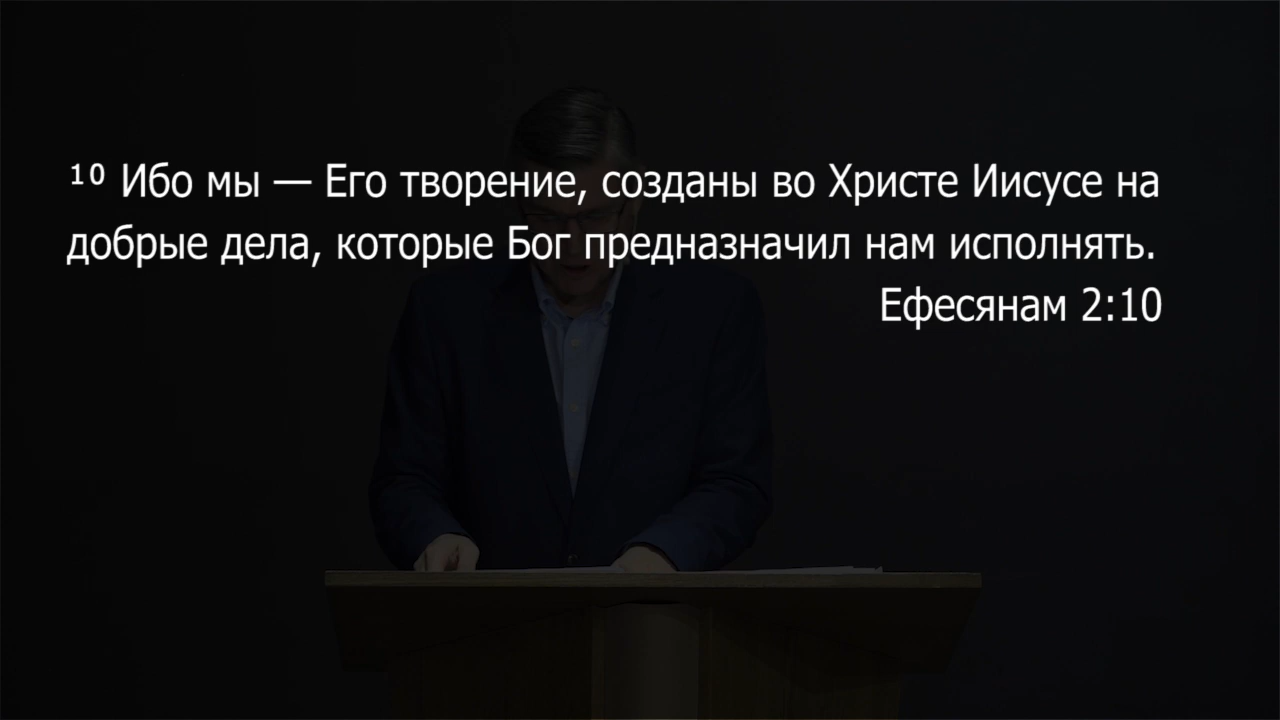 ¹⁰ Ибо мы — Его творение, созданы во Христе Иисусе на
добрые дела, которые Бог предназначил нам исполнять.
Ефесянам 2:10